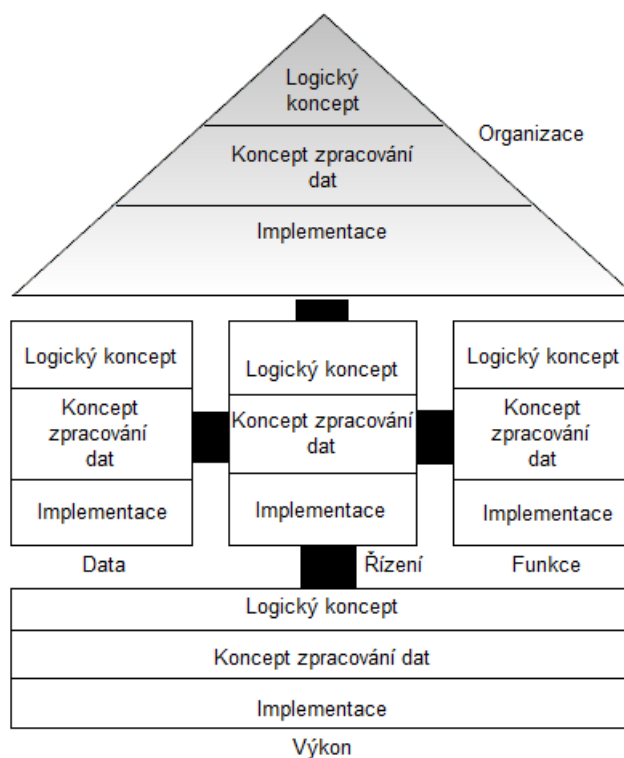 Logický
koncept
Organizace
Koncept zpracování
dat
Implementace
Logický koncept
Koncept
zpracování
dat
Implementace
Data
Logický koncept
Koncept zpracování
dat
Implementace
Řízení
Logický koncept
Koncept
zpracování
dat
Implementace
Funkce
Logický koncept
Koncept zpracování dat
Implementace
Výkon